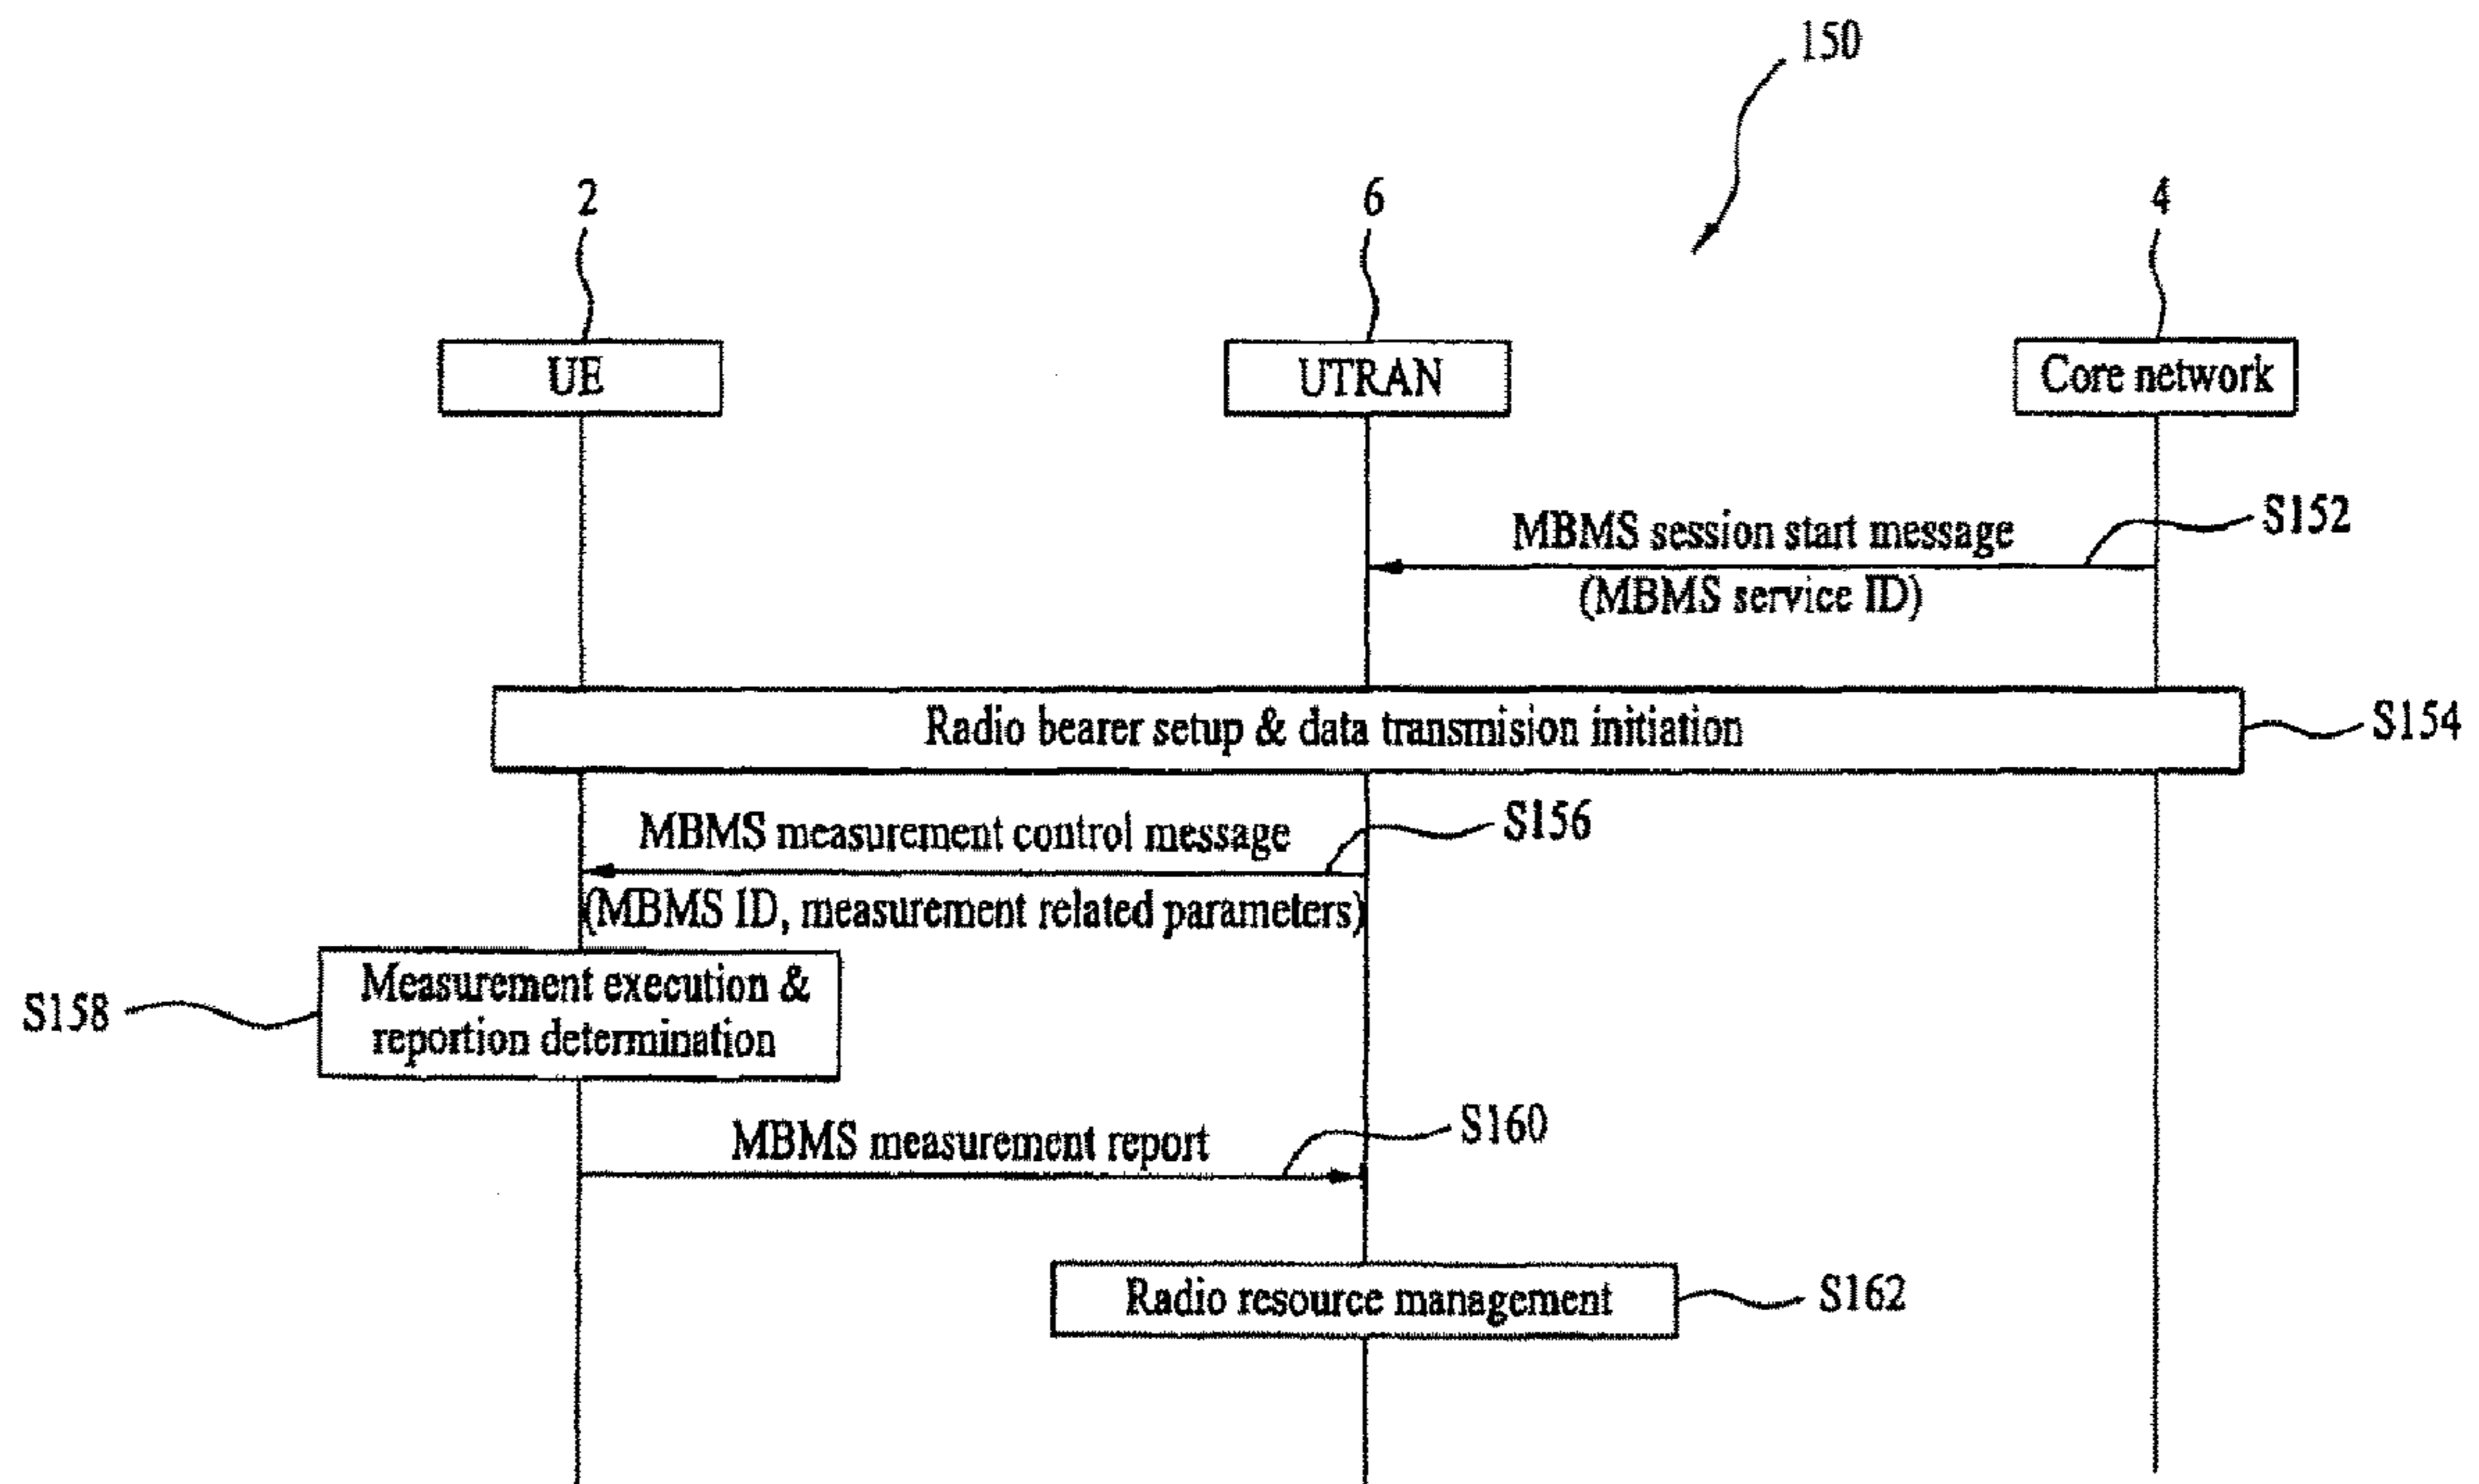 150
2
6
4
UE
UTRAN
Core network
MBMS session start message
S152
(MBMS service ID)
Radio bearer setup & data transmision initiation
S154
MBMS measurement control message
S156
(MBMS ID, measurement related parameters)
S158
Measurement execution &
reportion determination
MBMS measurement report
S160
Radio resource management
S162